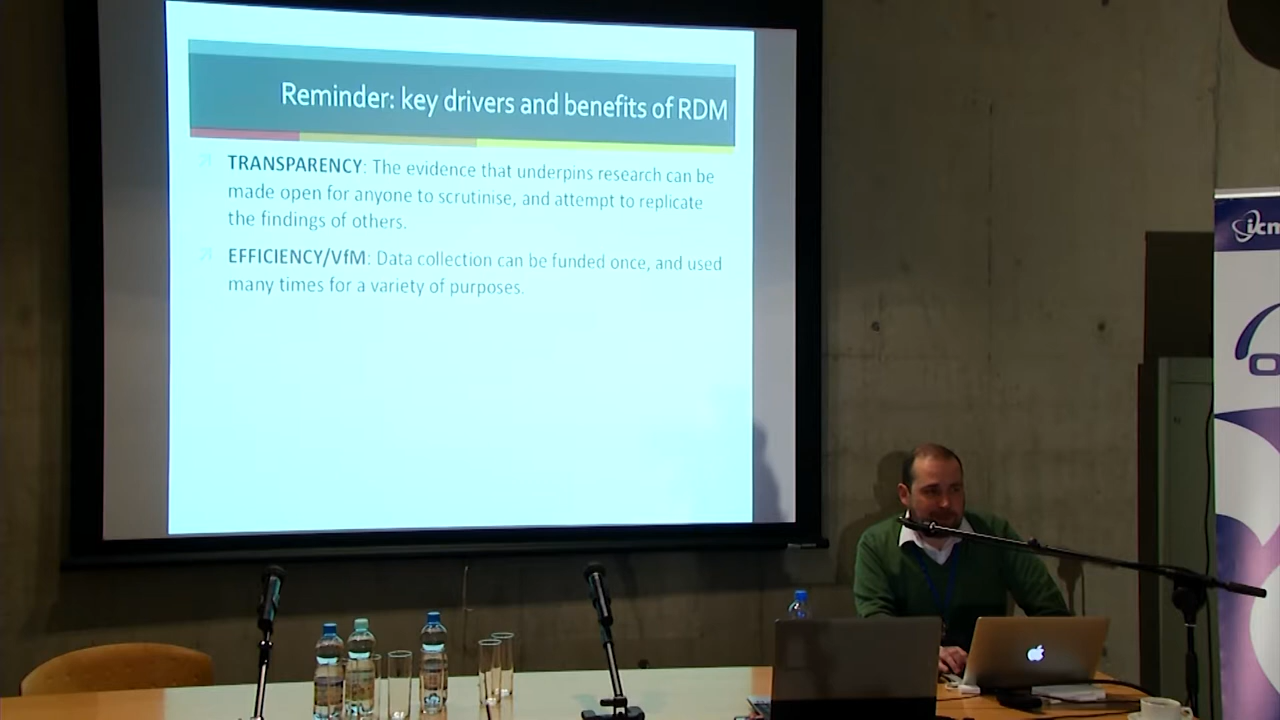 Reminder: key drivers and benefits of RDM
TRANSPARENCY: The evidence that underpins research can be
made open for anyone to scrutinise, and attempt to replicate
the findings of others.
EFFICIENCY/VfM: Data collection can be funded once, and used
many times for a variety of purposes.
icm